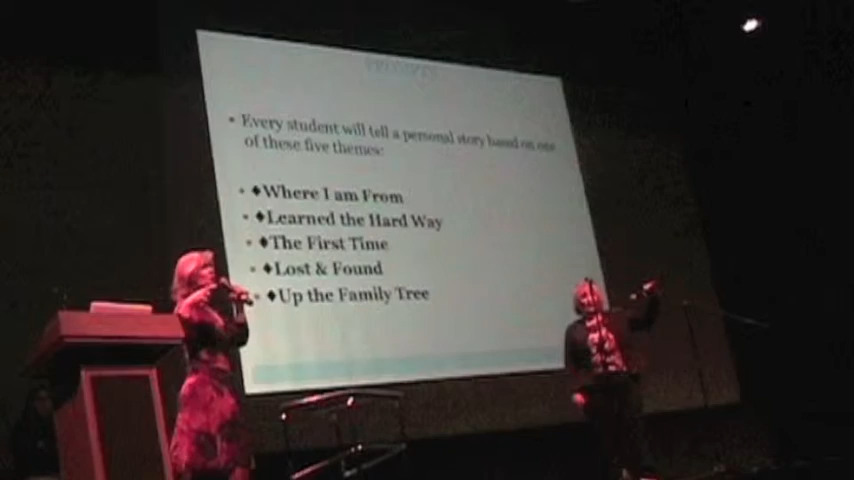 PROMPTS
• Every student will tell a personal story based on one
of these five themes:
• ♦Where I am From
• ♦Learned the Hard Way
• ♦The First Time
• ♦Lost & Found
• ♦Up the Family Tree